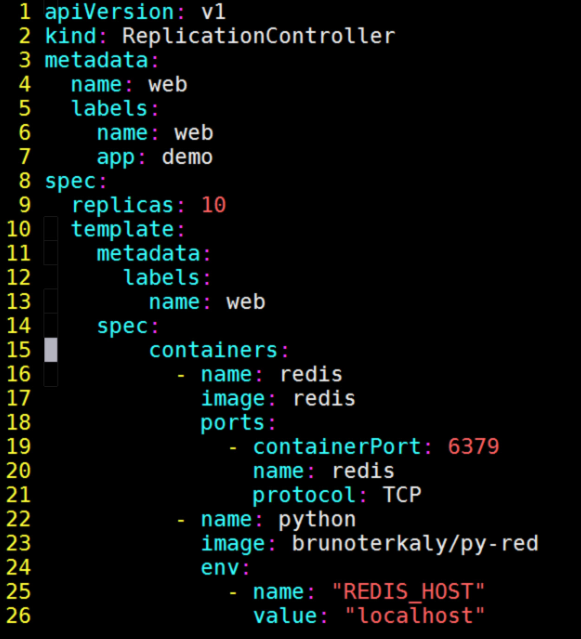 1 apiVersion: v1
2 kind: ReplicationController
3 metadata:
4   name: web
5   labels:
6     name: web
7     app: demo
8 spec:
9   replicas: 10
10   template:
11     metadata:
12       labels:
13         name: web
14     spec:
15         containers:
16           - name: redis
17             image: redis
18             ports:
19               - containerPort: 6379
20                 name: redis
21                 protocol: TCP
22           - name: python
23             image: brunoterkaly/py-red
24             env:
25               - name: "REDIS_HOST"
26                 value: "localhost"